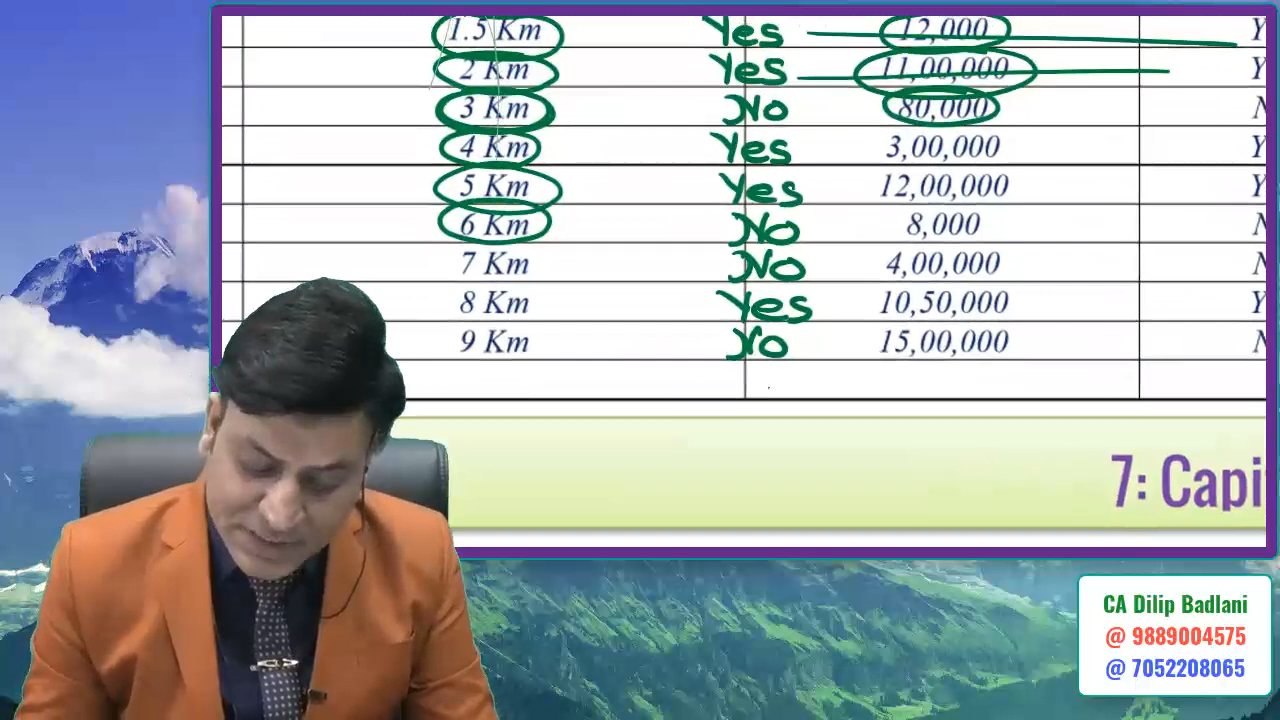 1.5 Km Yes 12,000 Y
2 Km Yes 11,00,000 Y
3 Km No 80,000 N
4 Km Yes 3,00,000 Y
5 Km Yes 12,00,000 Y
6 Km No 8,000 N
7 Km No 4,00,000 N
8 Km Yes 10,50,000 Y
9 Km No 15,00,000 N
7: Capi
CA Dilip Badlani
@ 9889004575
@ 7052208065